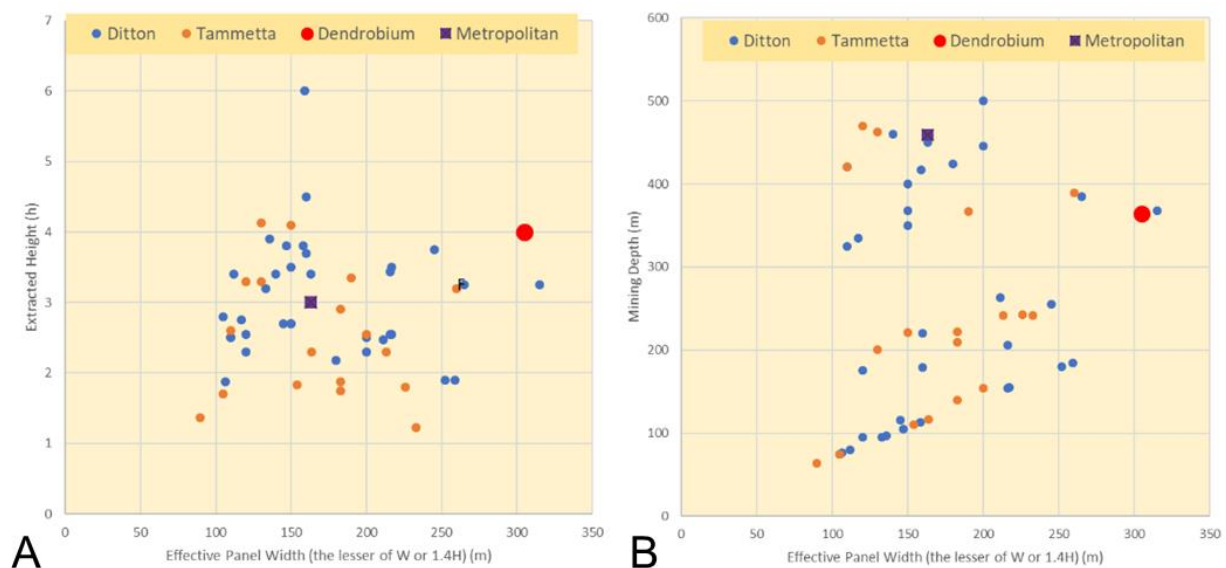 Ditton Tammetta Dendrobium Metropolitan
Extracted Height (h)
7
6
5
4
3
2
1
0
0 50 100 150 200 250 300 350
Effective Panel Width (the lesser of W or 1.4H) (m)
A
Ditton Tammetta Dendrobium Metropolitan
Mining Depth (m)
600
500
400
300
200
100
0
0 50 100 150 200 250 300 350
Effective Panel Width (the lesser of W or 1.4H) (m)
B